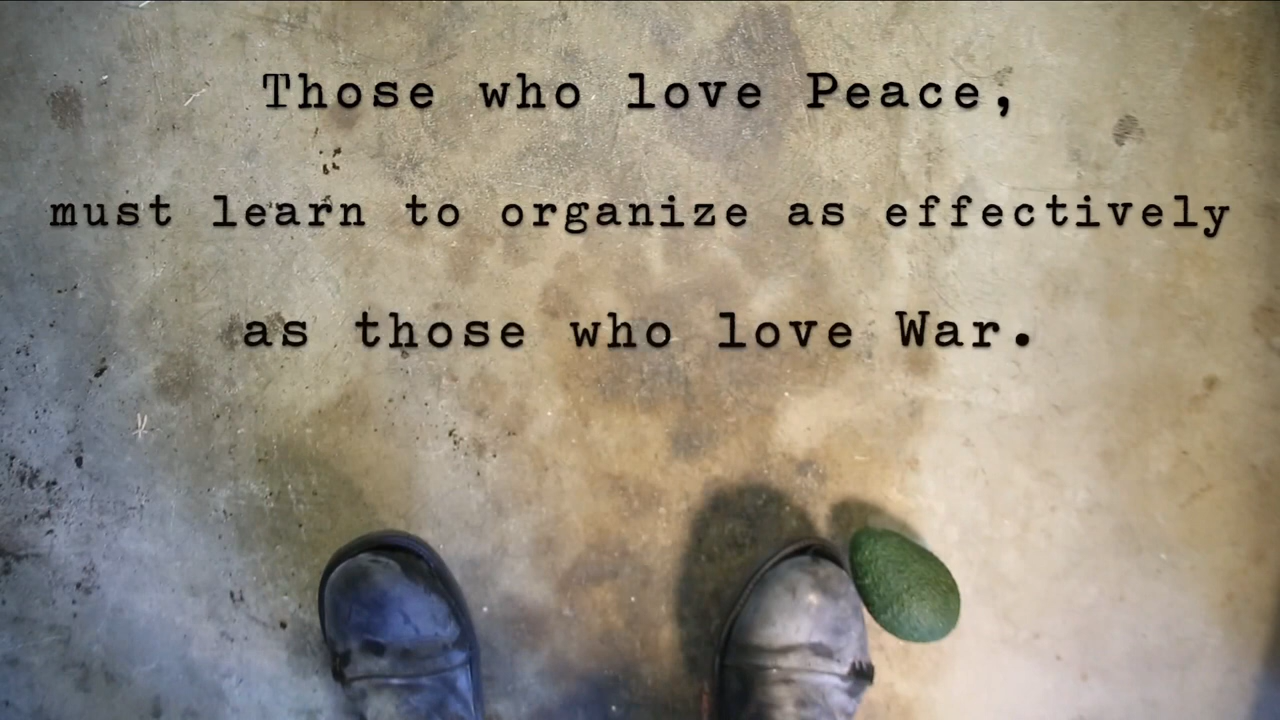 Those who love Peace,
must learn to organize as effectively
as those who love War.